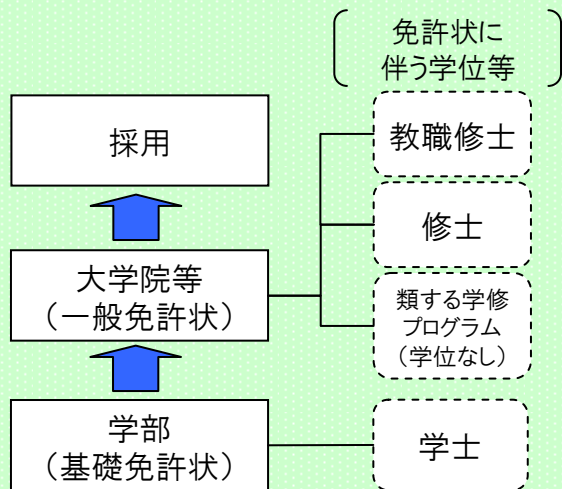 免許状に
伴う学位等
採用
教職修士
修士
大学院等
（一般免許状）
類する学修
プログラム
（学位なし）
学部
（基礎免許状）
学士